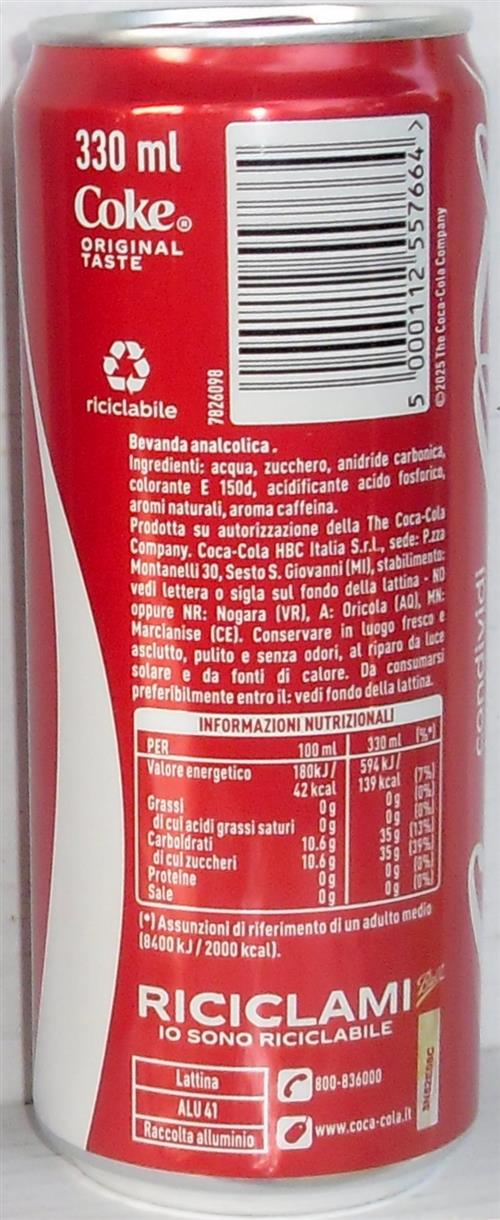 330 ml
Coke®
ORIGINAL
TASTE
riciclabile
7826098
5 000112 557664 >
©2025 The Coca-Cola Company
Bevanda analcolica.
Ingredienti: acqua, zucchero, anidride carbonica,
colorante E 150d, acidificante acido fosforico,
aromi naturali, aroma caffeina.
Prodotta su autorizzazione della The Coca-Cola
Company. Coca-Cola HBC Italia S.r.l., sede: P.zza
Montanelli 30, Sesto S. Giovanni (MI), stabilimento:
vedi lettera o sigla sul fondo della lattina - NO
oppure NR: Nogara (VR), A: Oricola (AQ), MN:
Marcianise (CE). Conservare in luogo fresco e
asciutto, pulito e senza odori, al riparo da luce
solare e da fonti di calore. Da consumarsi
preferibilmente entro il: vedi fondo della lattina.
INFORMAZIONI NUTRIZIONALI
PER 100 ml 330 ml (%*)
Valore energetico 180kJ/ 594 kJ/
42 kcal 139 kcal (7%)
Grassi 0g 0g (0%)
di cui acidi grassi saturi 0g 0g (0%)
Carboidrati 10.6g 35g (13%)
di cui zuccheri 10.6g 35g (39%)
Proteine 0g 0g (0%)
Sale 0g 0g (0%)
(*) Assunzioni di riferimento di un adulto medio
(8400 kJ / 2000 kcal).
RICICLAMI
IO SONO RICICLABILE
Lattina
ALU 41
Raccolta alluminio
800-836000
www.coca-cola.it
condividi